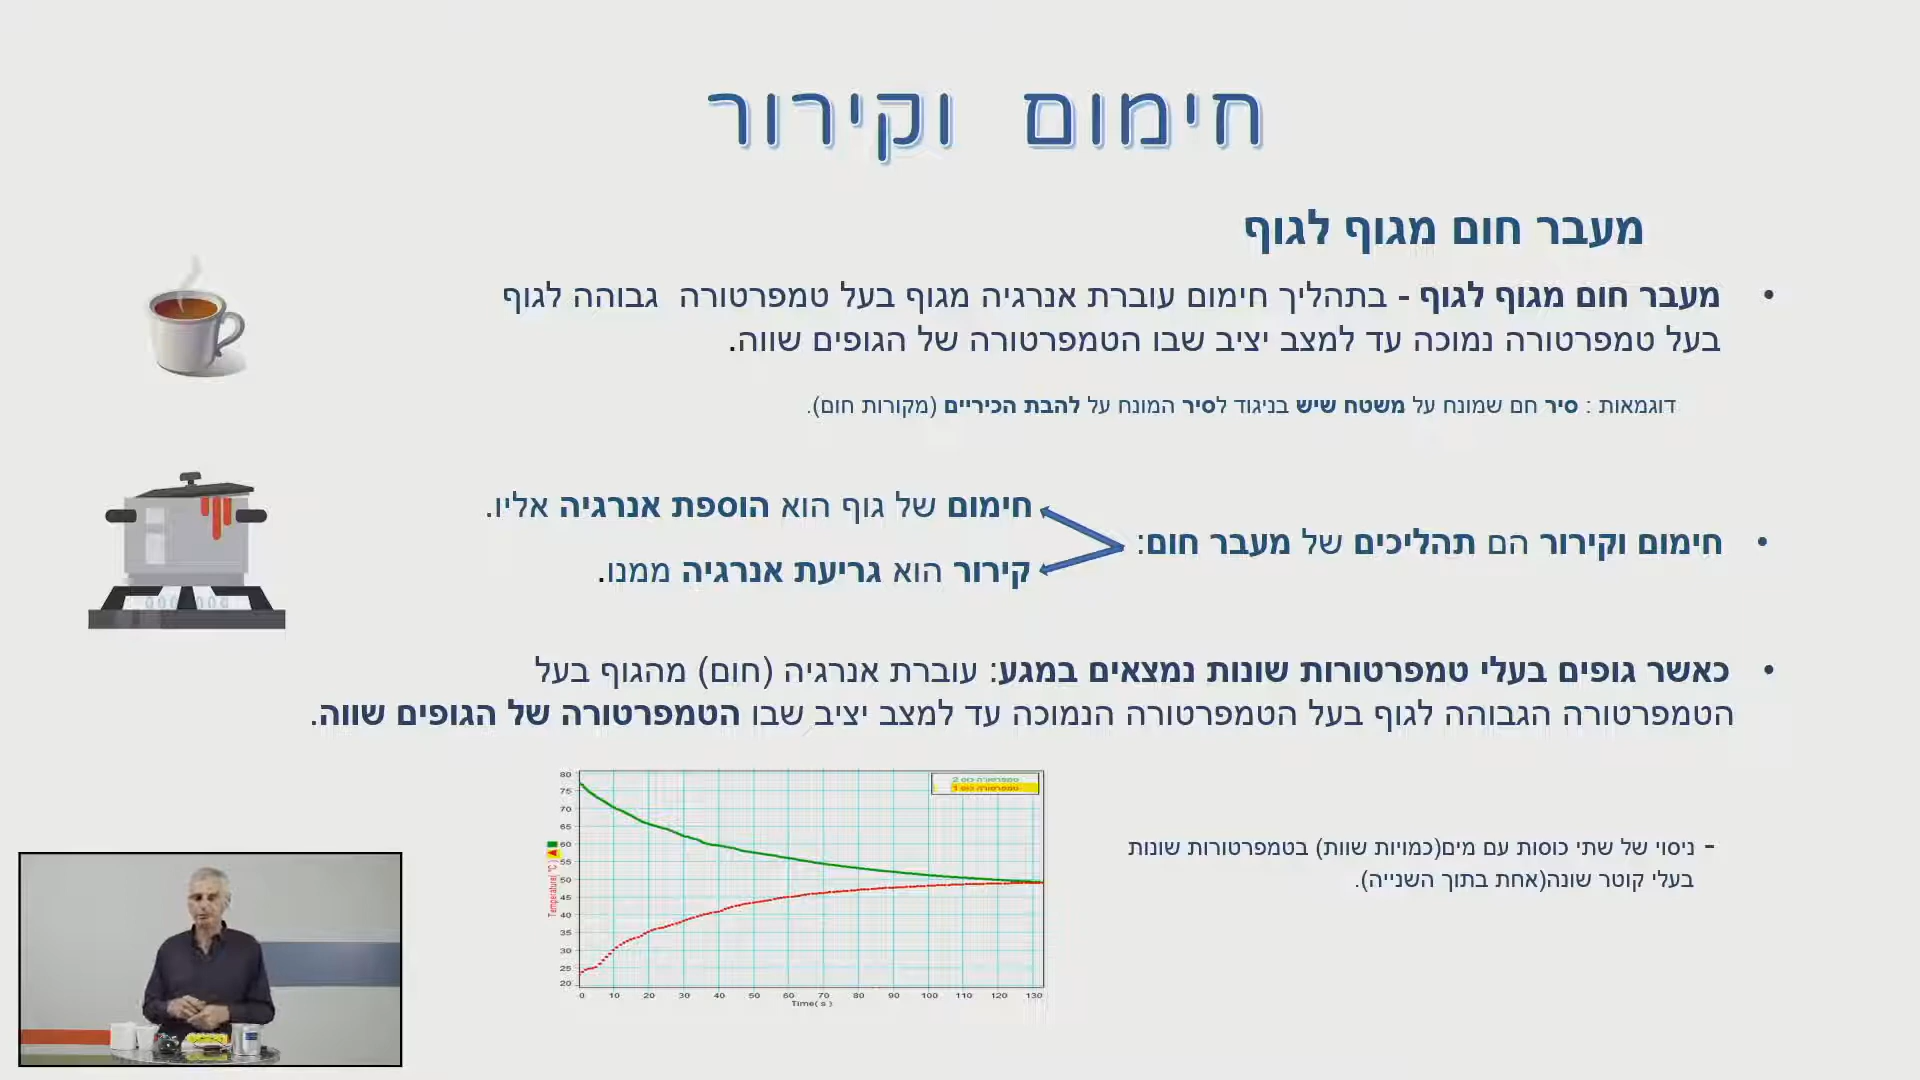 חימום וקירור
מעבר חום מגוף לגוף
• מעבר חום מגוף לגוף - בתהליך חימום עוברת אנרגיה מגוף בעל טמפרטורה גבוהה לגוף
בעל טמפרטורה נמוכה עד למצב יציב שבו הטמפרטורה של הגופים שווה.
דוגמאות : סיר חם שמונח על משטח שיש בניגוד לסיר המונח על להבת הכיריים (מקורות חום).
• חימום וקירור הם תהליכים של מעבר חום:
חימום של גוף הוא הוספת אנרגיה אליו.
קירור הוא גריעת אנרגיה ממנו.
• כאשר גופים בעלי טמפרטורות שונות נמצאים במגע: עוברת אנרגיה (חום) מהגוף בעל
הטמפרטורה הגבוהה לגוף בעל הטמפרטורה הנמוכה עד למצב יציב שבו הטמפרטורה של הגופים שווה.
- ניסוי של שתי כוסות עם מים(כמויות שוות) בטמפרטורות שונות
בעלי קוטר שונה(אחת בתוך השנייה).
טמפרטורה כוס 2
טמפרטורה כוס 1
80
75
70
65
60
55
50
45
40
35
30
25
20
Temperature( °C )
0 10 20 30 40 50 60 70 80 90 100 110 120 130
Time( s )